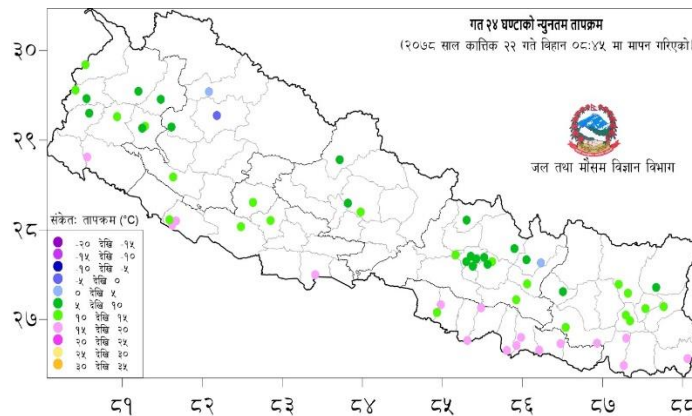 गत २४ घण्टाको न्युनतम तापक्रम
(२०७८ साल कात्तिक २२ गते विहान ०८:४५ मा मापन गरिएको)
३०
२९
जल तथा मौसम विज्ञान विभाग
२८
संकेतः तापक्रम (°C)
-२० देखि -१५
-१५ देखि -१०
-१० देखि -५
-५ देखि ०
० देखि ५
५ देखि १०
१० देखि १५
१५ देखि २०
२० देखि २५
२५ देखि ३०
३० देखि ३५
२७
८१ ८२ ८३ ८४ ८५ ८६ ८७ ८८